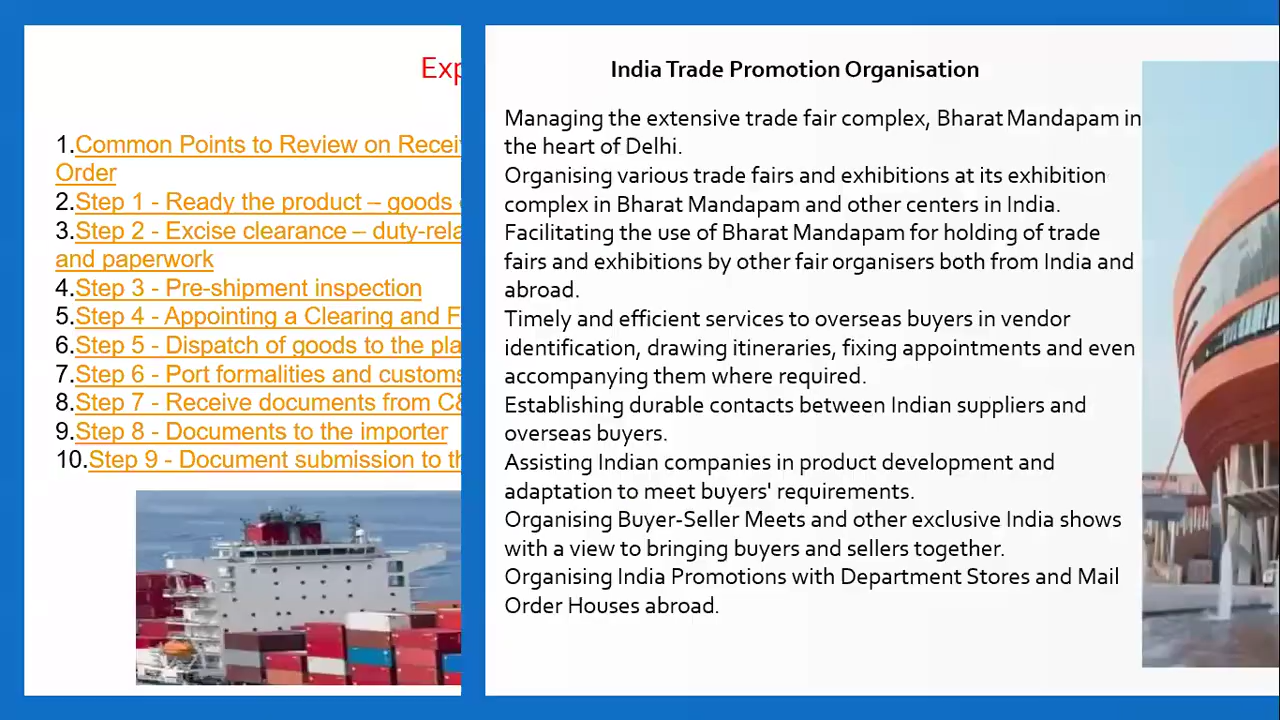 Exp
1.Common Points to Review on Recei
Order
2.Step 1 - Ready the product – goods
3.Step 2 - Excise clearance – duty-rela
and paperwork
4.Step 3 - Pre-shipment inspection
5.Step 4 - Appointing a Clearing and F
6.Step 5 - Dispatch of goods to the pla
7.Step 6 - Port formalities and customs
8.Step 7 - Receive documents from C&
9.Step 8 - Documents to the importer
10.Step 9 - Document submission to th
India Trade Promotion Organisation
Managing the extensive trade fair complex, Bharat Mandapam in
the heart of Delhi.
Organising various trade fairs and exhibitions at its exhibition
complex in Bharat Mandapam and other centers in India.
Facilitating the use of Bharat Mandapam for holding of trade
fairs and exhibitions by other fair organisers both from India and
abroad.
Timely and efficient services to overseas buyers in vendor
identification, drawing itineraries, fixing appointments and even
accompanying them where required.
Establishing durable contacts between Indian suppliers and
overseas buyers.
Assisting Indian companies in product development and
adaptation to meet buyers' requirements.
Organising Buyer-Seller Meets and other exclusive India shows
with a view to bringing buyers and sellers together.
Organising India Promotions with Department Stores and Mail
Order Houses abroad.